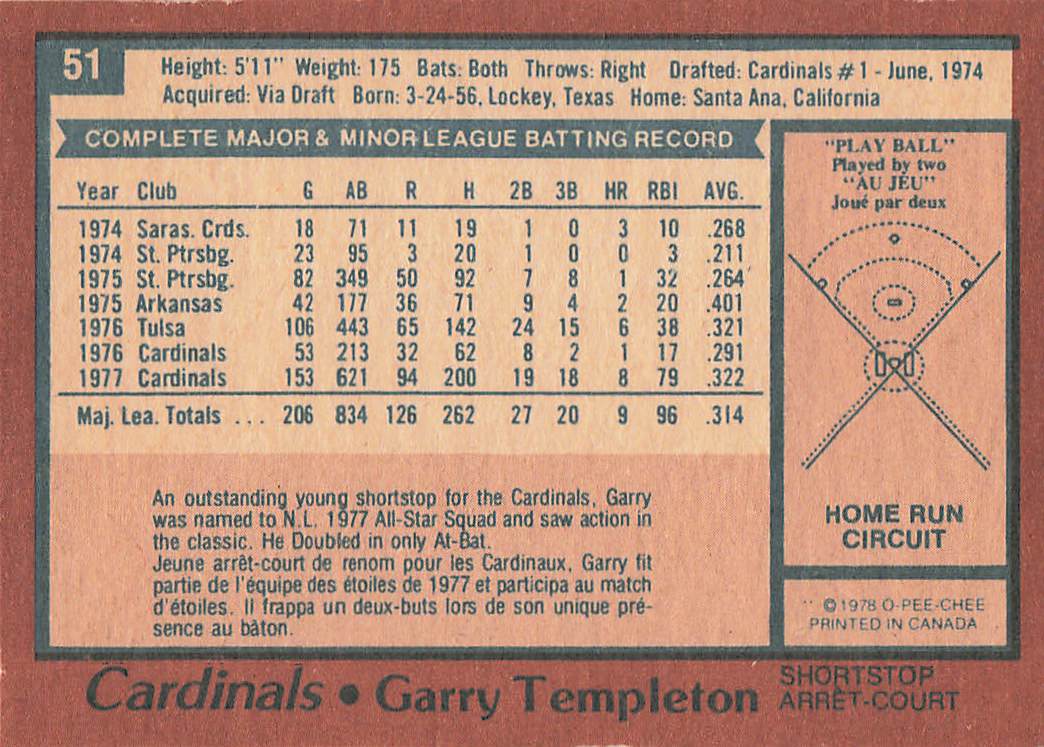 51
Height: 5'11" Weight: 175 Bats: Both Throws: Right Drafted: Cardinals #1 - June, 1974
Acquired: Via Draft Born: 3-24-56, Lockey, Texas Home: Santa Ana, California
COMPLETE MAJOR & MINOR LEAGUE BATTING RECORD
Year Club G AB R H 2B 3B HR RBI AVG.
1974 Saras. Crds. 18 71 11 19 1 0 3 10 .268
1974 St. Ptrsbg. 23 95 3 20 1 0 0 3 .211
1975 St. Ptrsbg. 82 349 50 92 7 8 1 32 .264
1975 Arkansas 42 177 36 71 9 4 2 20 .401
1976 Tulsa 106 443 65 142 24 15 6 38 .321
1976 Cardinals 53 213 32 62 8 2 1 17 .291
1977 Cardinals 153 621 94 200 19 18 8 79 .322
Maj. Lea. Totals ... 206 834 126 262 27 20 9 96 .314
An outstanding young shortstop for the Cardinals, Garry
was named to N.L. 1977 All-Star Squad and saw action in
the classic. He Doubled in only At-Bat.
Jeune arrêt-court de renom pour les Cardinaux, Garry fit
partie de l'équipe des étoiles de 1977 et participa au match
d'étoiles. Il frappa un deux-buts lors de son unique pré-
sence au bâton.
"PLAY BALL"
Played by two
"AU JEU"
Joué par deux
HOME RUN
CIRCUIT
©1978 O-PEE-CHEE
PRINTED IN CANADA
Cardinals • Garry Templeton
SHORTSTOP
ARRÊT-COURT